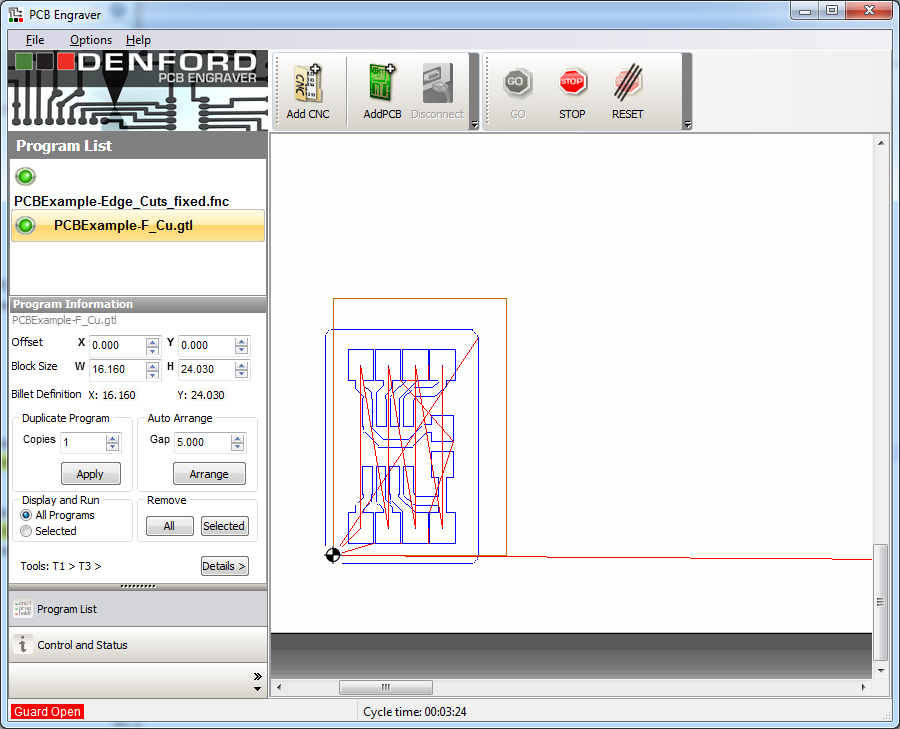 PCB Engraver
File Options Help
DENFORD
PCB ENGRAVER
CNC
Add CNC
AddPCB
Disconnect
GO
GO
STOP
STOP
RESET
Program List
PCBExample-Edge_Cuts_fixed.fnc
PCBExample-F_Cu.gtl
Program Information
PCBExample-F_Cu.gtl
Offset X 0.000 Y 0.000
Block Size W 16.160 H 24.030
Billet Definition X: 16.160 Y: 24.030
Duplicate Program
Copies 1
Apply
Auto Arrange
Gap 5.000
Arrange
Display and Run
All Programs
Selected
Remove
All Selected
Tools: T1 > T3 > Details >
Program List
Control and Status
Guard Open Cycle time: 00:03:24